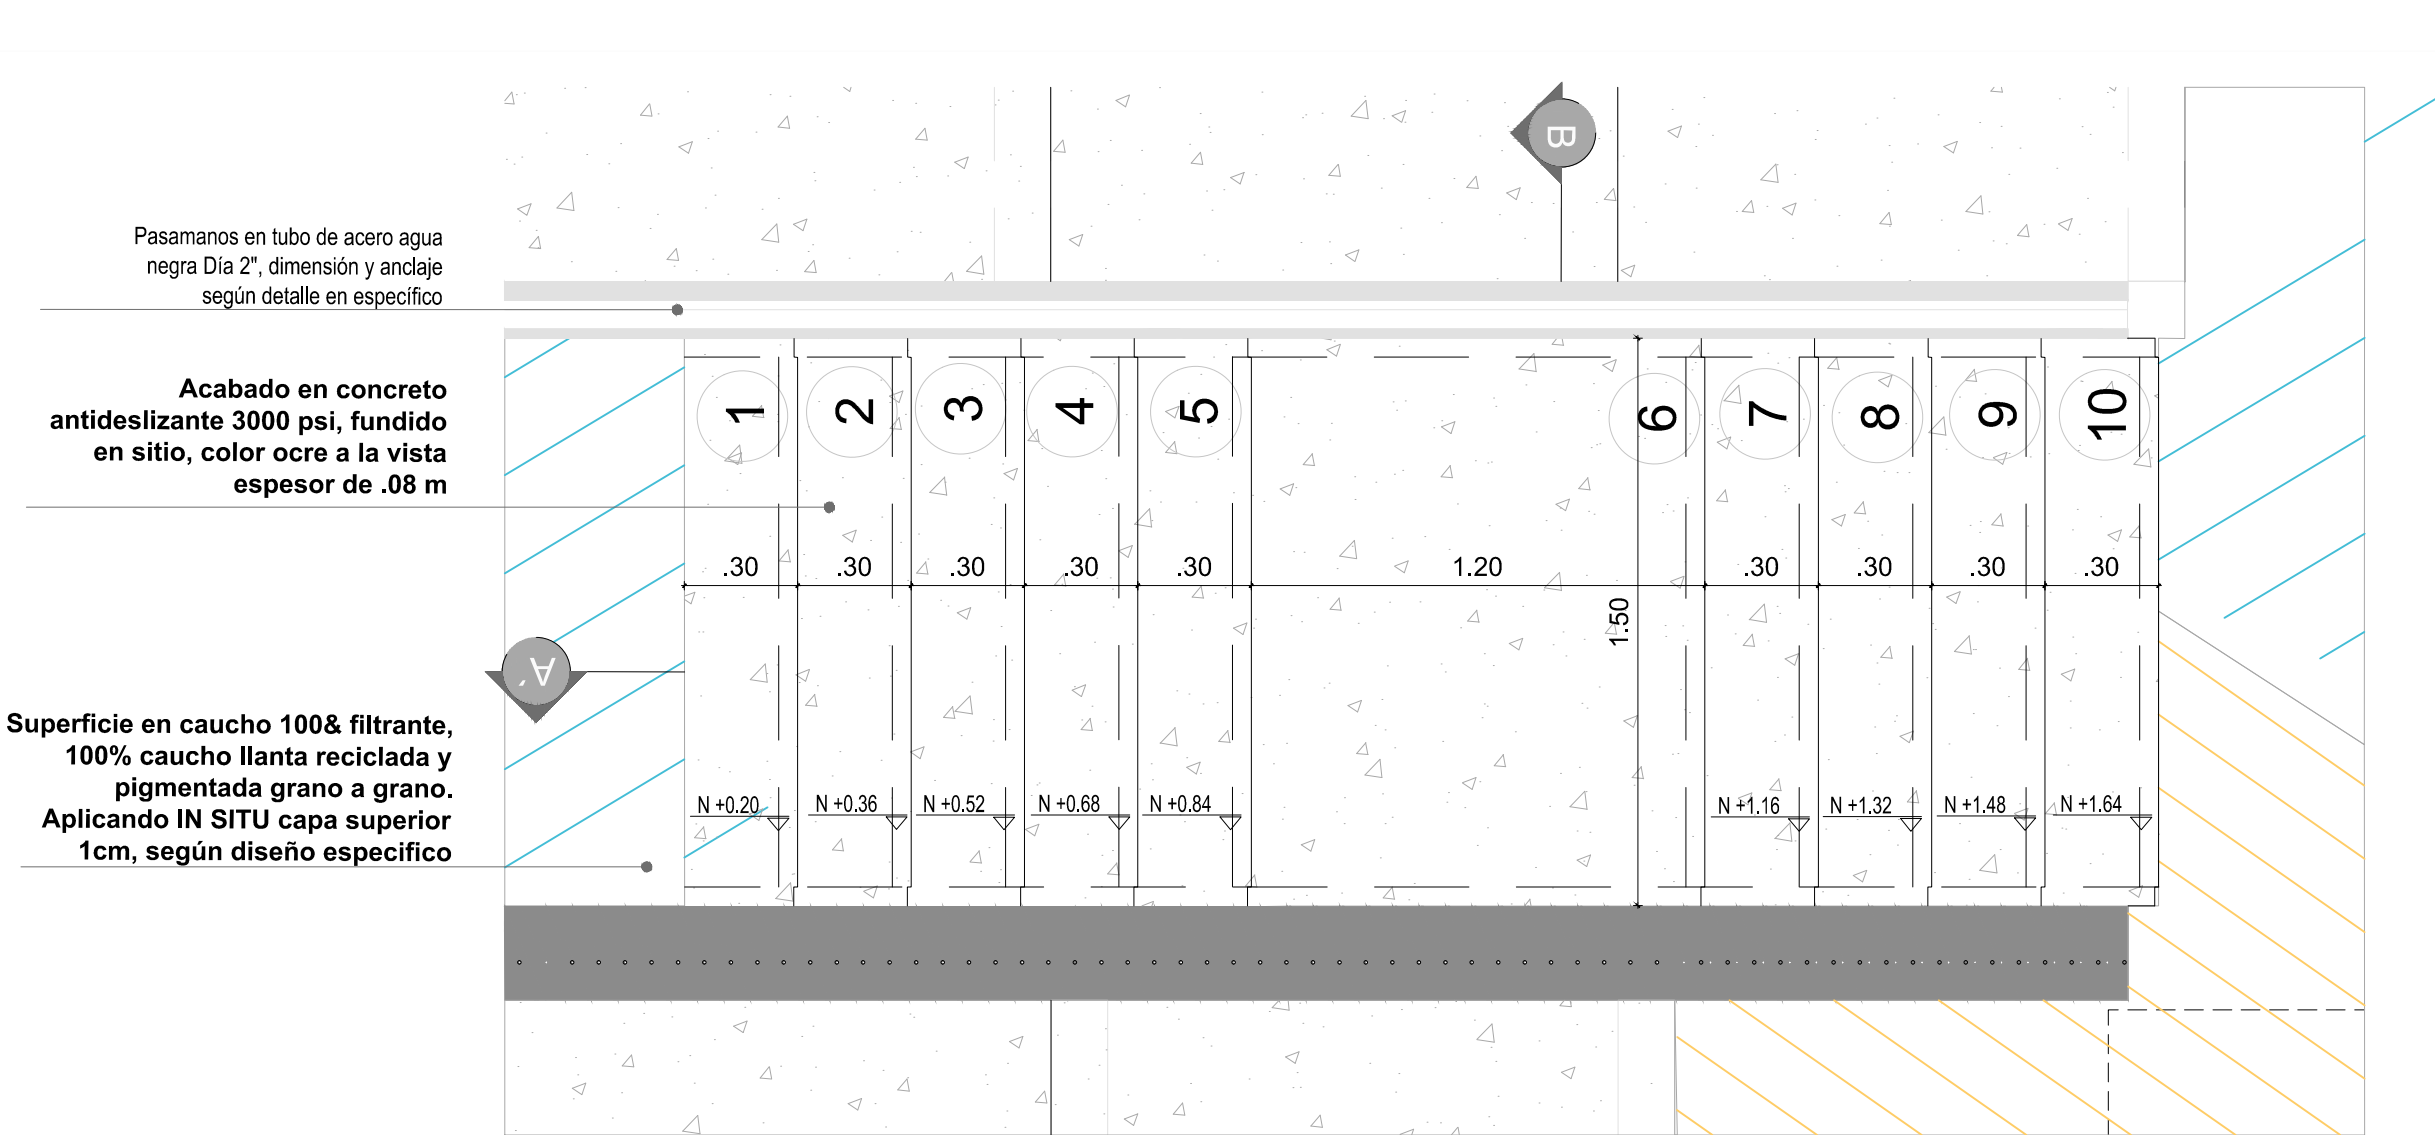 B
Pasamanos en tubo de acero agua
negra Día 2", dimensión y anclaje
según detalle en específico
Acabado en concreto
antideslizante 3000 psi, fundido
en sitio, color ocre a la vista
espesor de .08 m
1 2 3 4 5 6 7 8 9 10
.30 .30 .30 .30 .30 1.20 .30 .30 .30 .30
1.50
A´
Superficie en caucho 100& filtrante,
100% caucho llanta reciclada y
pigmentada grano a grano.
Aplicando IN SITU capa superior
1cm, según diseño especifico
N +0.20 N +0.36 N +0.52 N +0.68 N +0.84 N +1.16 N +1.32 N +1.48 N +1.64